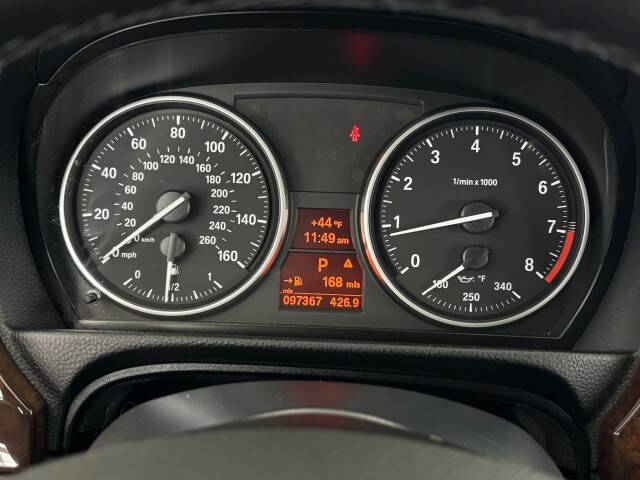 0 20 40 60 80 100 120 140 160
mph
0 20 40 60 80 100 120 140 160 180 200 220 240 260
km/h
0 1/2 1
+44 °F
11:49 am
P
168 mls
mls
097367 426.9
0 1 2 3 4 5 6 7 8
1/min x 1000
°F
250 340